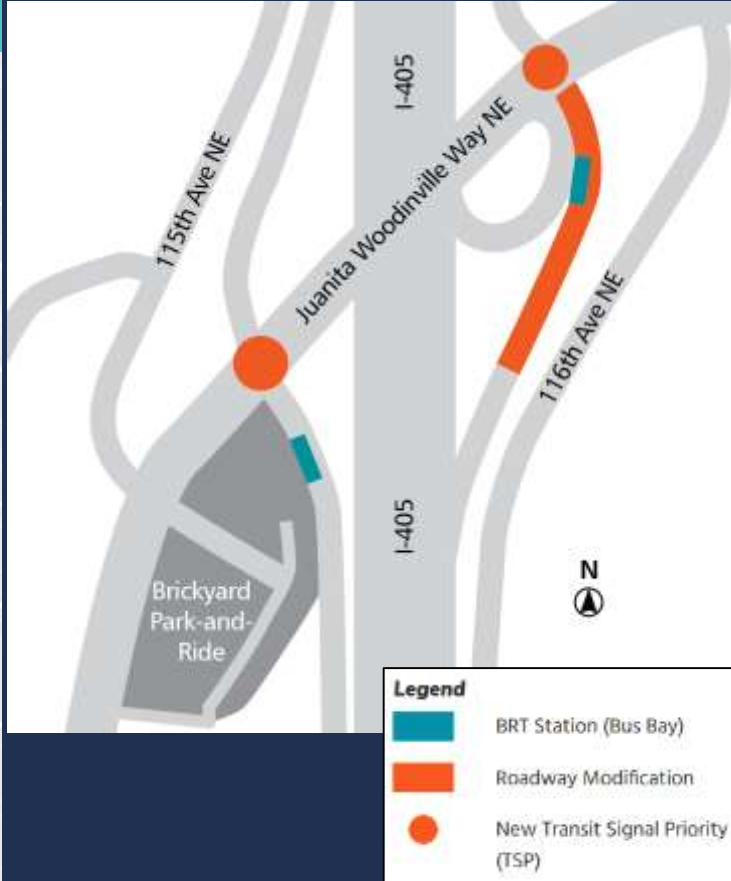 I-405
Juanita Woodinville Way NE
115th Ave NE
116th Ave NE
I-405
N
Brickyard
Park-and-
Ride
Legend
BRT Station (Bus Bay)
Roadway Modification
New Transit Signal Priority
(TSP)